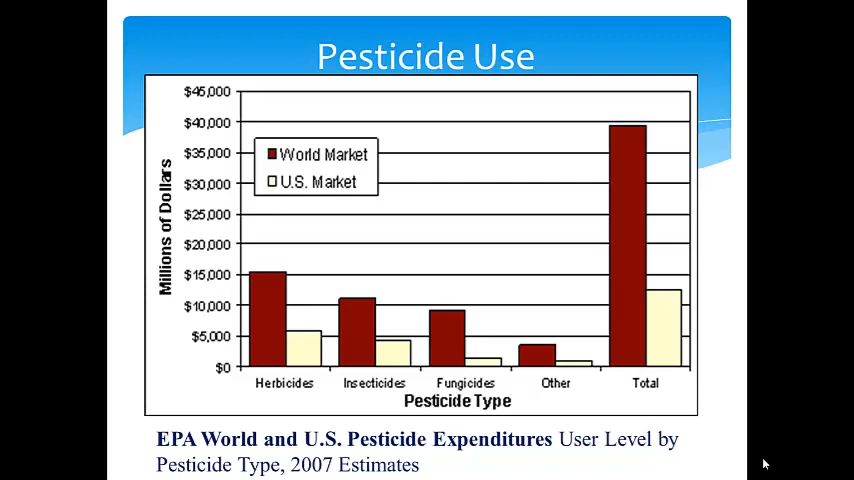 Pesticide Use
$45,000
$40,000
$35,000
$30,000
$25,000
$20,000
$15,000
$10,000
$5,000
$0
Millions of Dollars
World Market
U.S. Market
Herbicides Insecticides Fungicides Other Total
Pesticide Type
EPA World and U.S. Pesticide Expenditures User Level by
Pesticide Type, 2007 Estimates